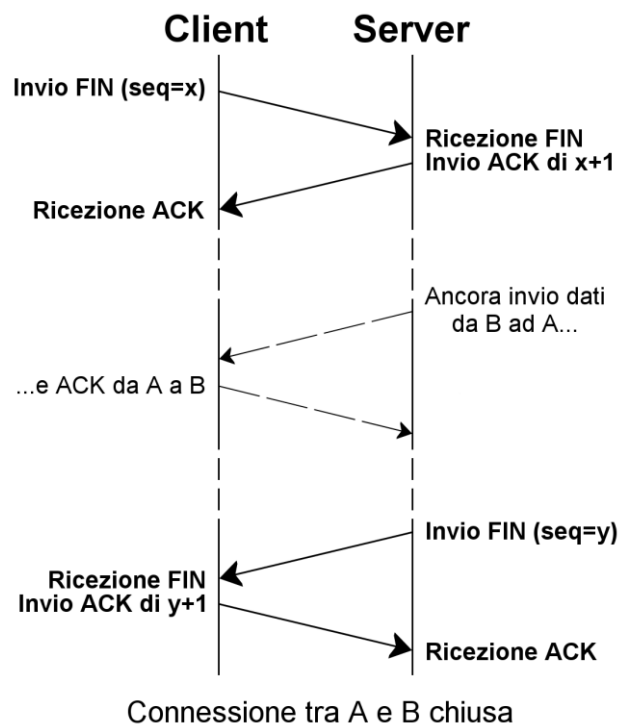 Client Server
Invio FIN (seq=x)
Ricezione FIN
Invio ACK di x+1
Ricezione ACK
Ancora invio dati
da B ad A...
...e ACK da A a B
Invio FIN (seq=y)
Ricezione FIN
Invio ACK di y+1
Ricezione ACK
Connessione tra A e B chiusa